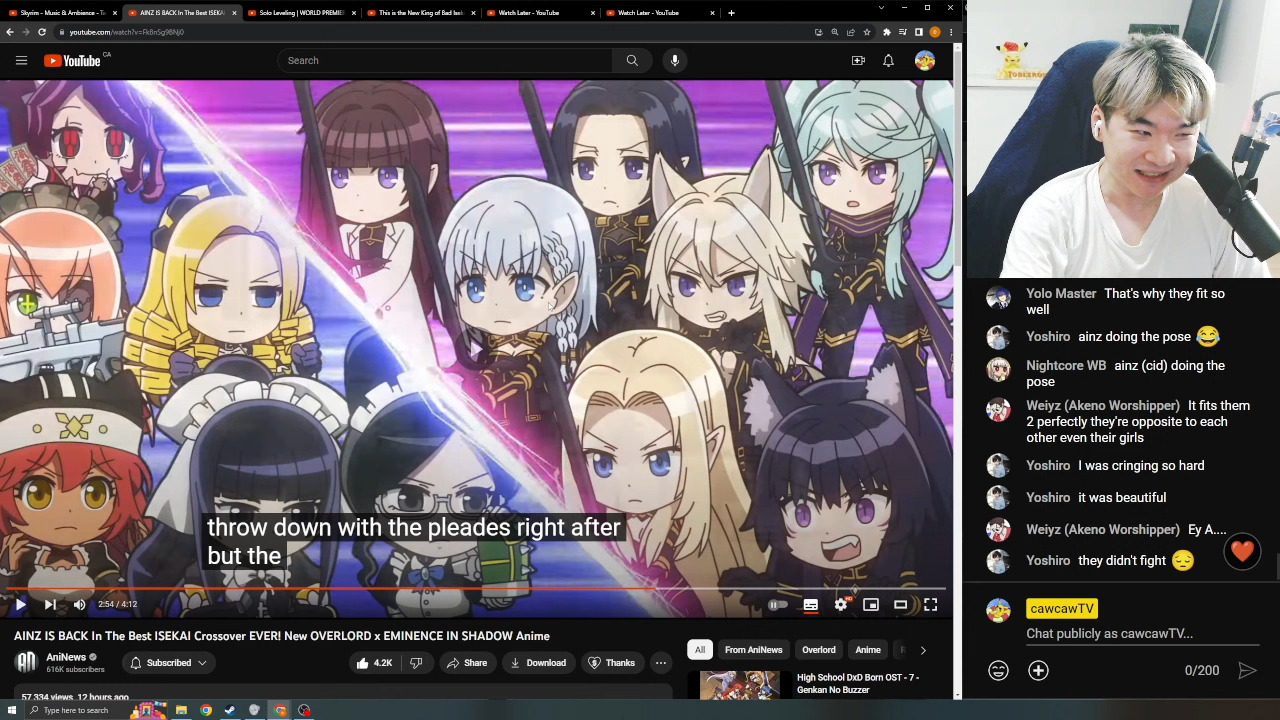 Skyrim - Music & Ambience - Te
AINZ IS BACK In The Best ISEKAI
Solo Leveling | WORLD PREMIER
This is the New King of Bad Isek
Watch Later - YouTube
Watch Later - YouTube
youtube.com/watch?v=Fk8nSg9BNj0
YouTube CA
Search
throw down with the pleades right after
but the
2:54 / 4:12
AINZ IS BACK In The Best ISEKAI Crossover EVER! New OVERLORD x EMINENCE IN SHADOW Anime
AniNews
616K subscribers
Subscribed
4.2K
Share
Download
Thanks
57,334 views 12 hours ago
All
From AniNews
Overlord
Anime
High School DxD Born OST - 7 -
Genkan No Buzzer
Type here to search
Yolo Master That's why they fit so
well
Yoshiro ainz doing the pose 😂
Nightcore WB ainz (cid) doing the
pose
Weiyz (Akeno Worshipper) It fits them
2 perfectly they're opposite to each
other even their girls
Yoshiro I was cringing so hard
Yoshiro it was beautiful
Weiyz (Akeno Worshipper) Ey A....
Yoshiro they didn't fight 😔
cawcawTV
Chat publicly as cawcawTV...
0/200